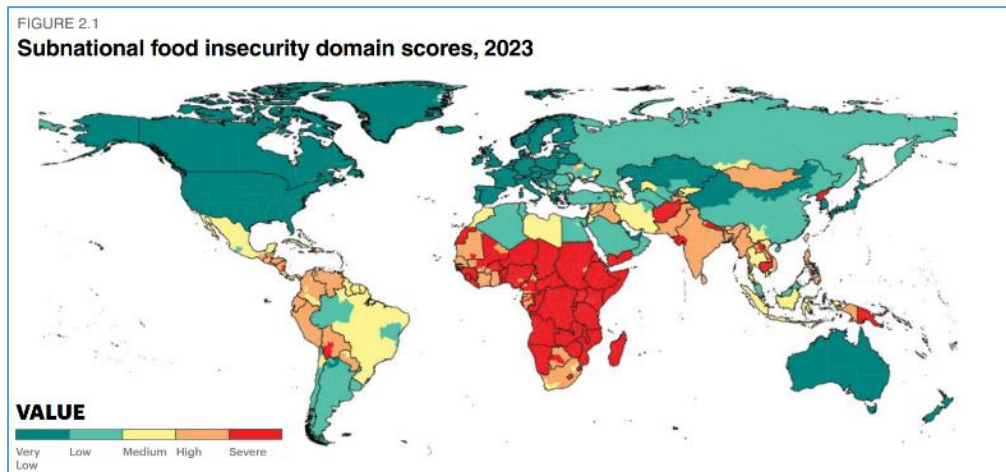 FIGURE 2.1
Subnational food insecurity domain scores, 2023
VALUE
Very Low Low Medium High Severe